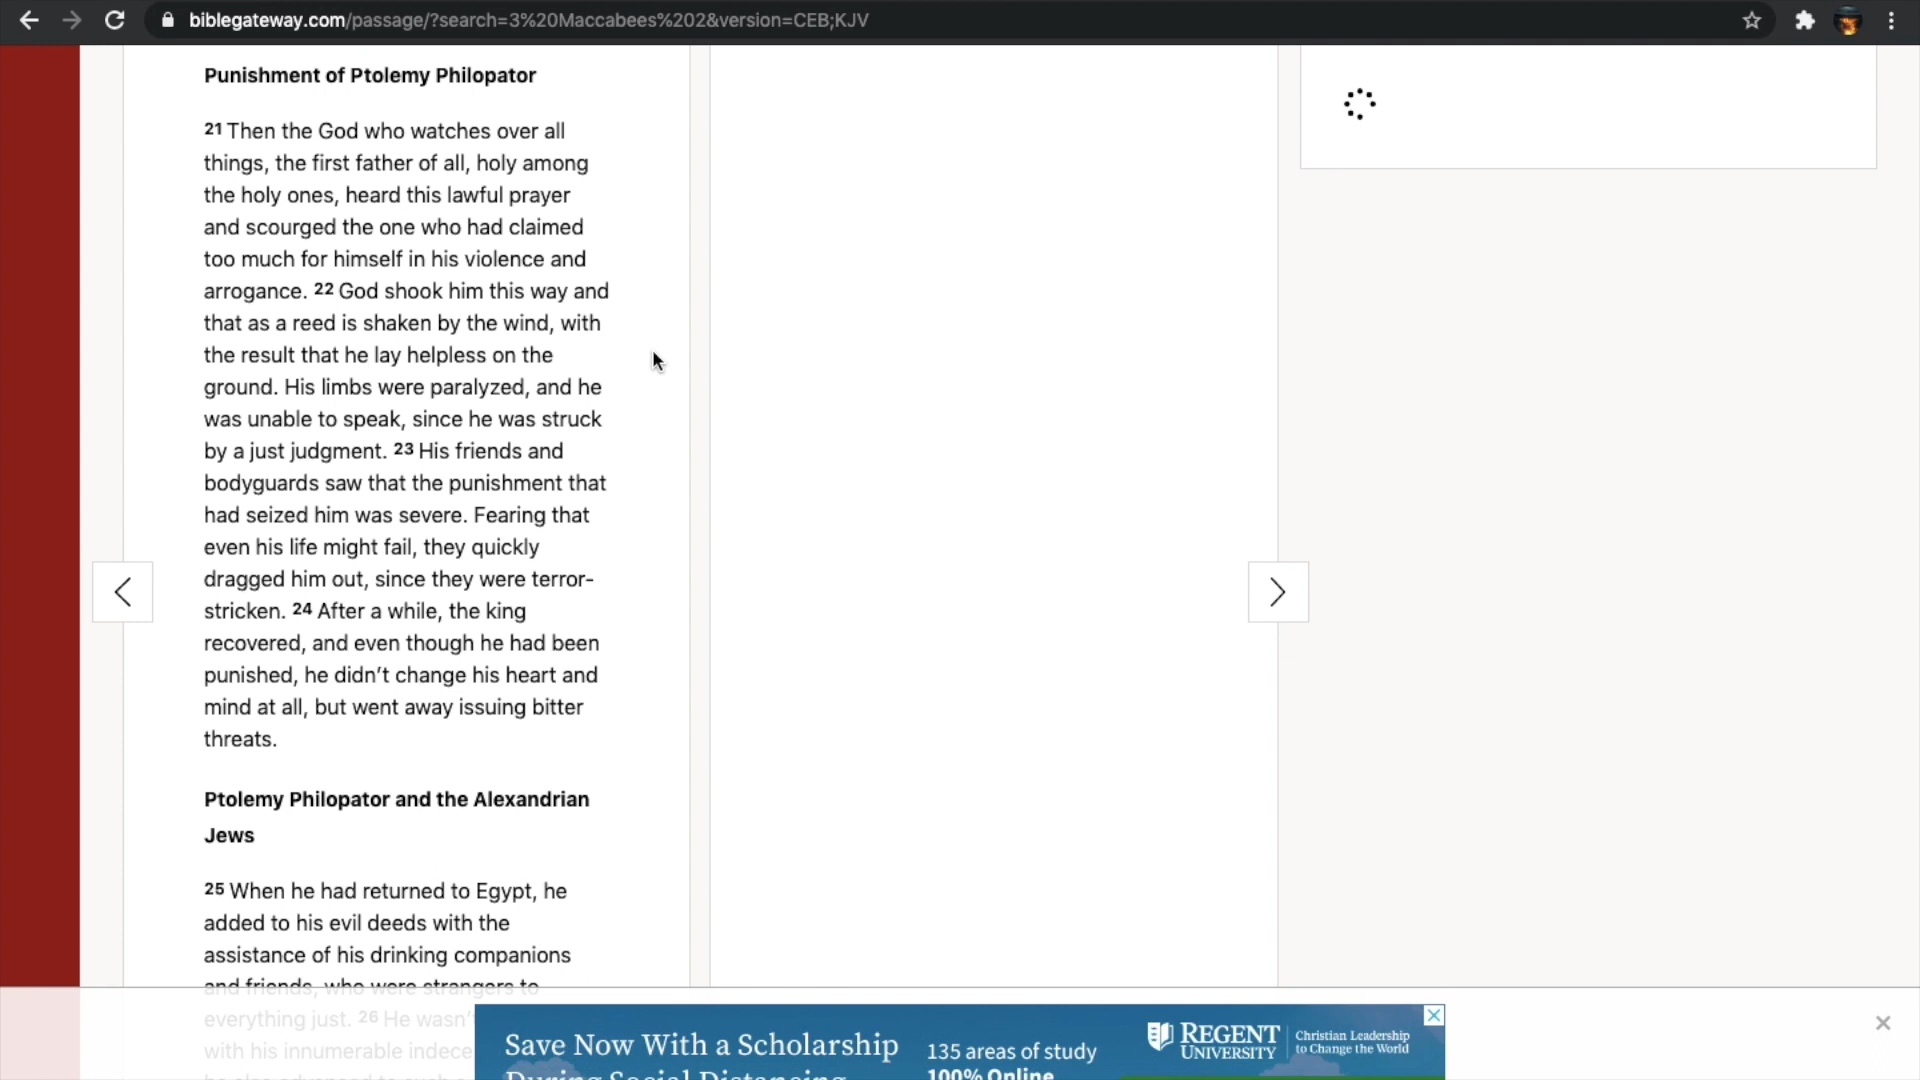 biblegateway.com/passage/?search=3%20Maccabees%202&version=CEB;KJV
Punishment of Ptolemy Philopator
21 Then the God who watches over all
things, the first father of all, holy among
the holy ones, heard this lawful prayer
and scourged the one who had claimed
too much for himself in his violence and
arrogance. 22 God shook him this way and
that as a reed is shaken by the wind, with
the result that he lay helpless on the
ground. His limbs were paralyzed, and he
was unable to speak, since he was struck
by a just judgment. 23 His friends and
bodyguards saw that the punishment that
had seized him was severe. Fearing that
even his life might fail, they quickly
dragged him out, since they were terror-
stricken. 24 After a while, the king
recovered, and even though he had been
punished, he didn’t change his heart and
mind at all, but went away issuing bitter
threats.
Ptolemy Philopator and the Alexandrian
Jews
25 When he had returned to Egypt, he
added to his evil deeds with the
assistance of his drinking companions
and friends, who were strangers to
everything just. 26 He wasn’
with his innumerable indece
Save Now With a Scholarship
During Social Distancing
135 areas of study
100% Online
REGENT
UNIVERSITY
Christian Leadership
to Change the World